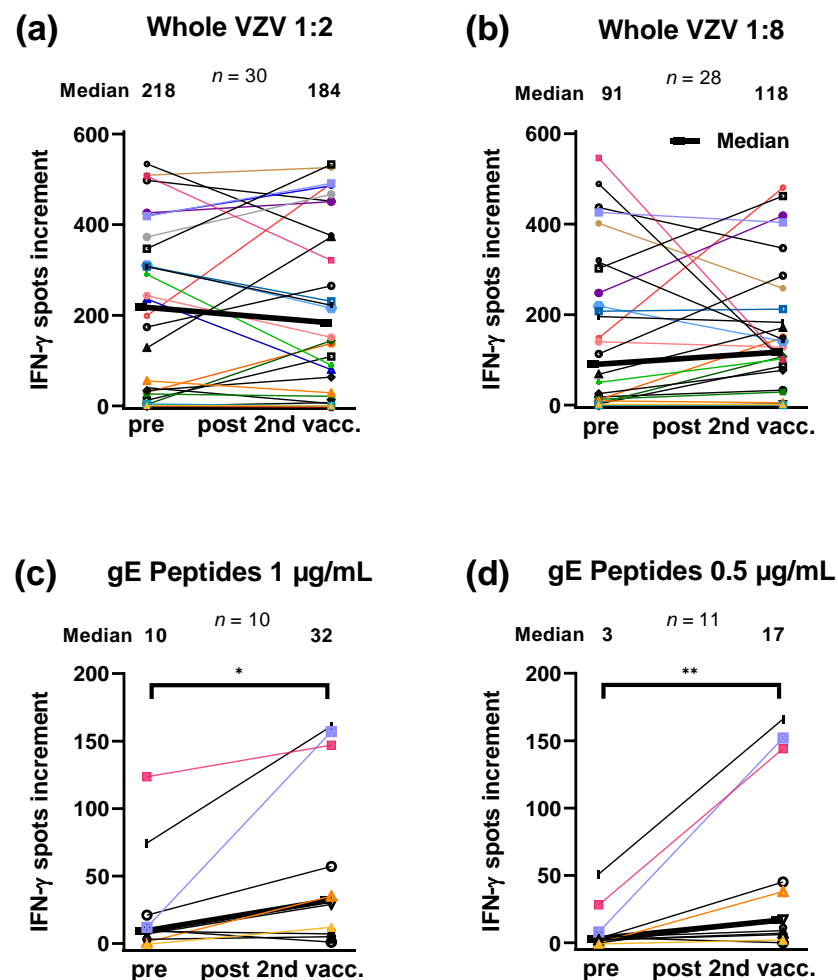 (a) Whole VZV 1:2
n = 30
Median 218 184
IFN-γ spots increment
600
400
200
0
pre post 2nd vacc.
(b) Whole VZV 1:8
n = 28
Median 91 118
IFN-γ spots increment
600
Median
400
200
0
pre post 2nd vacc.
(c) gE Peptides 1 µg/mL
n = 10
Median 10 32
IFN-γ spots increment
200
*
150
100
50
0
pre post 2nd vacc.
(d) gE Peptides 0.5 µg/mL
n = 11
Median 3 17
IFN-γ spots increment
200
**
150
100
50
0
pre post 2nd vacc.